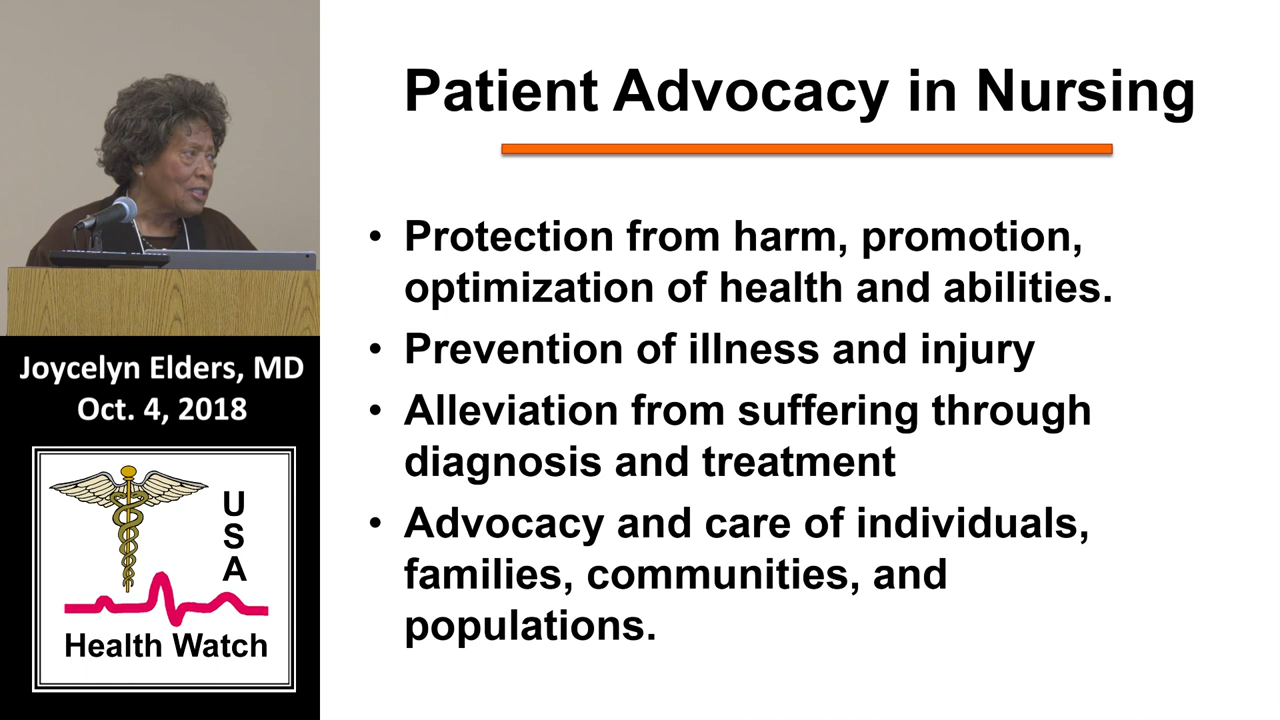 Patient Advocacy in Nursing
• Protection from harm, promotion,
optimization of health and abilities.
• Prevention of illness and injury
• Alleviation from suffering through
diagnosis and treatment
• Advocacy and care of individuals,
families, communities, and
populations.
Joycelyn Elders, MD
Oct. 4, 2018
U
S
A
Health Watch